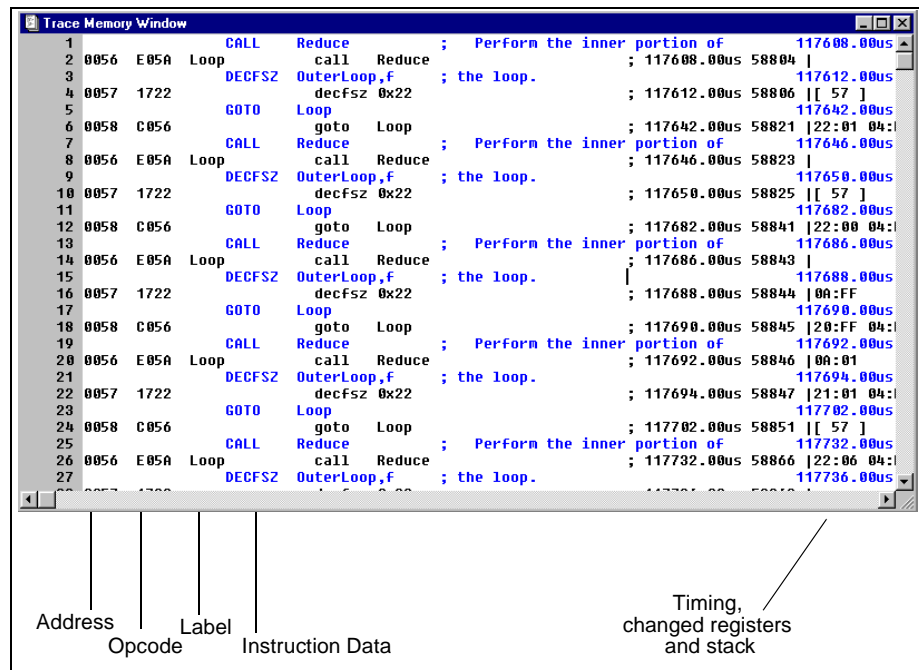 Trace Memory Window
1 CALL Reduce ; Perform the inner portion of 117608.00us
2 0056 E05A Loop call Reduce ; 117608.00us 58804 |
3 DECFSZ OuterLoop,f ; the loop. 117612.00us
4 0057 1722 decfsz 0x22 ; 117612.00us 58806 |[ 57 ]
5 GOTO Loop 117642.00us
6 0058 C056 goto Loop ; 117642.00us 58821 |22:01 04:
7 CALL Reduce ; Perform the inner portion of 117646.00us
8 0056 E05A Loop call Reduce ; 117646.00us 58823 |
9 DECFSZ OuterLoop,f ; the loop. 117650.00us
10 0057 1722 decfsz 0x22 ; 117650.00us 58825 |[ 57 ]
11 GOTO Loop 117682.00us
12 0058 C056 goto Loop ; 117682.00us 58841 |22:00 04:
13 CALL Reduce ; Perform the inner portion of 117686.00us
14 0056 E05A Loop call Reduce ; 117686.00us 58843 |
15 DECFSZ OuterLoop,f ; the loop. 117688.00us
16 0057 1722 decfsz 0x22 ; 117688.00us 58844 |0A:FF
17 GOTO Loop 117690.00us
18 0058 C056 goto Loop ; 117690.00us 58845 |20:FF 04:
19 CALL Reduce ; Perform the inner portion of 117692.00us
20 0056 E05A Loop call Reduce ; 117692.00us 58846 |0A:01
21 DECFSZ OuterLoop,f ; the loop. 117694.00us
22 0057 1722 decfsz 0x22 ; 117694.00us 58847 |21:01 04:
23 GOTO Loop 117702.00us
24 0058 C056 goto Loop ; 117702.00us 58851 |[ 57 ]
25 CALL Reduce ; Perform the inner portion of 117732.00us
26 0056 E05A Loop call Reduce ; 117732.00us 58866 |22:06 04:
27 DECFSZ OuterLoop,f ; the loop. 117736.00us
Address
Opcode
Label
Instruction Data
Timing,
changed registers
and stack